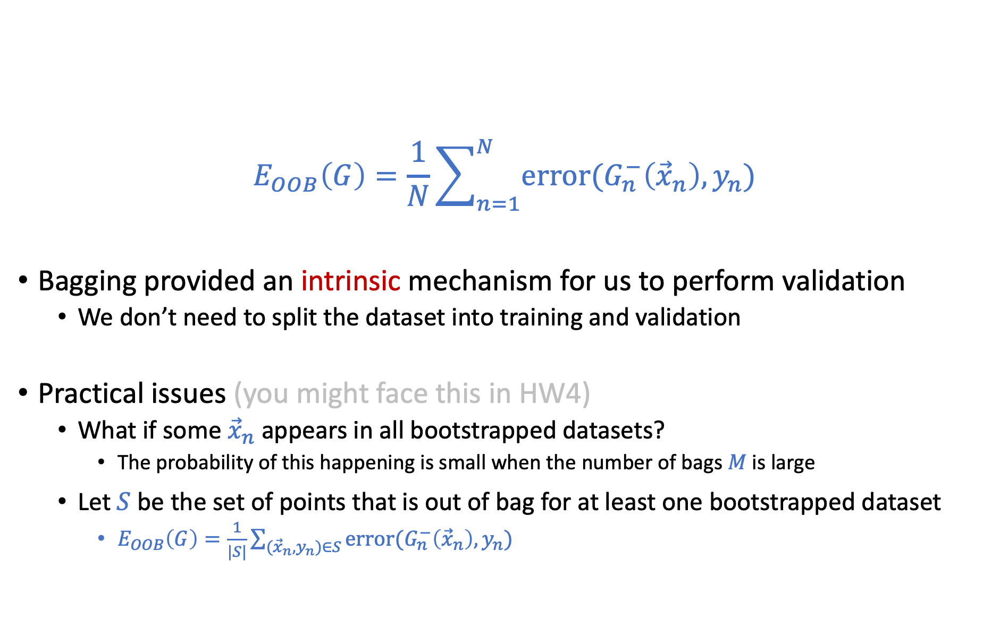 E_{OOB}(G) = \frac{1}{N} \sum_{n=1}^{N} error(G_n^-(\vec{x}_n), y_n)
• Bagging provided an intrinsic mechanism for us to perform validation
• We don’t need to split the dataset into training and validation
• Practical issues (you might face this in HW4)
• What if some \vec{x}_n appears in all bootstrapped datasets?
• The probability of this happening is small when the number of bags M is large
• Let S be the set of points that is out of bag for at least one bootstrapped dataset
• E_{OOB}(G) = \frac{1}{|S|} \sum_{(\vec{x}_n, y_n) ∈ S} error(G_n^-(\vec{x}_n), y_n)